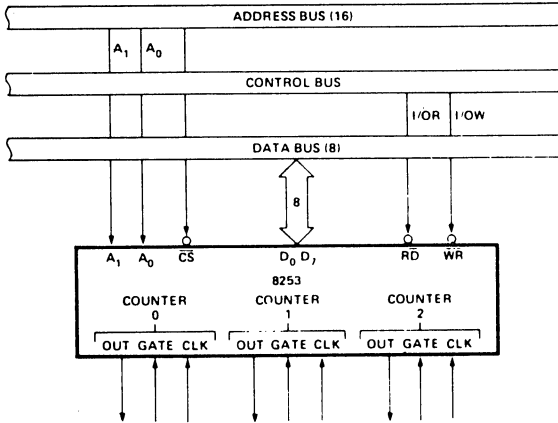 ADDRESS BUS (16)
A1 A0
CONTROL BUS
I/OR I/OW
DATA BUS (8)
8
A1 A0 CS D0 D7 RD WR
8253
COUNTER COUNTER COUNTER
0 1 2
OUT GATE CLK OUT GATE CLK OUT GATE CLK